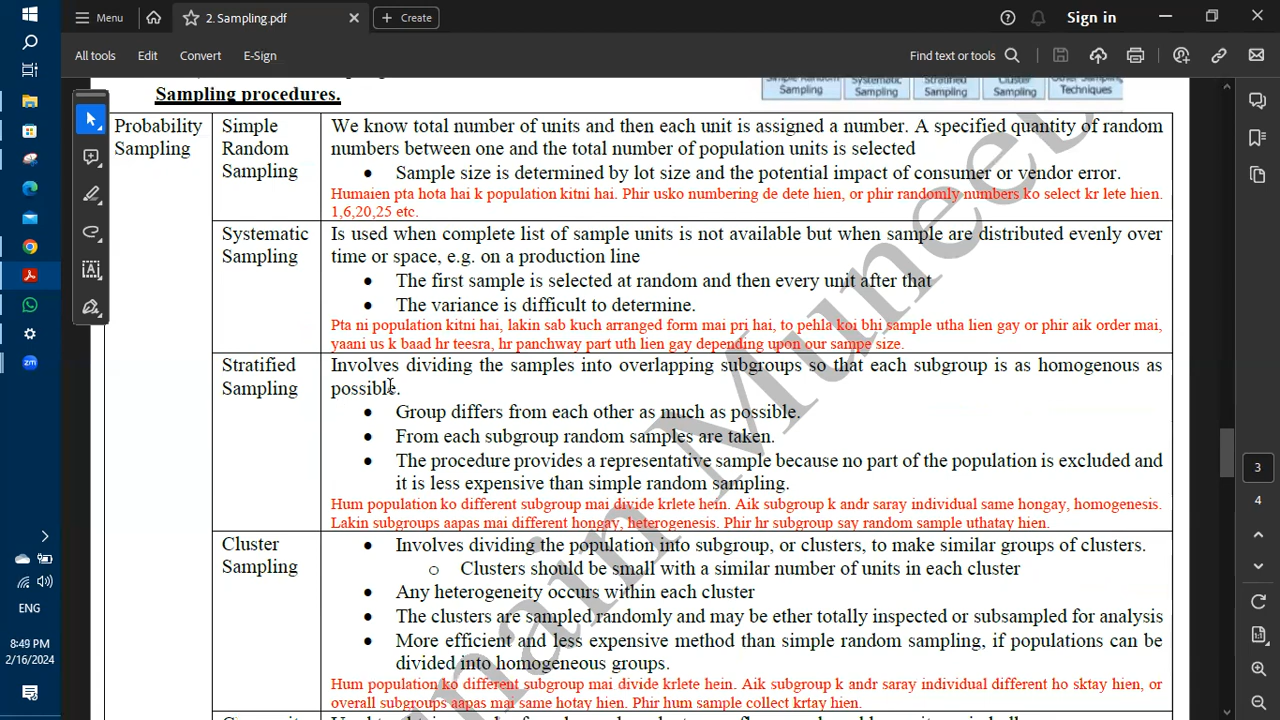 Menu
2. Sampling.pdf
Create
Sign in
All tools
Edit
Convert
E-Sign
Find text or tools
Simple Random
Systematic
Stratified
Cluster
Other Sampling
Sampling
Sampling
Sampling
Sampling
Techniques
Sampling procedures.
Probability
Sampling
Simple
Random
Sampling
We know total number of units and then each unit is assigned a number. A specified quantity of random
numbers between one and the total number of population units is selected
• Sample size is determined by lot size and the potential impact of consumer or vendor error.
Humaien pta hota hai k population kitni hai. Phir usko numbering de dete hien, or phir randomly numbers ko select kr lete hien.
1,6,20,25 etc.
Systematic
Sampling
Is used when complete list of sample units is not available but when sample are distributed evenly over
time or space, e.g. on a production line
• The first sample is selected at random and then every unit after that
• The variance is difficult to determine.
Pta ni population kitni hai, lakin sab kuch arranged form mai pri hai, to pehla koi bhi sample utha lien gay or phir aik order mai,
yaani us k baad hr teesra, hr panchway part uth lien gay depending upon our sampe size.
Stratified
Sampling
Involves dividing the samples into overlapping subgroups so that each subgroup is as homogenous as
possible.
• Group differs from each other as much as possible.
• From each subgroup random samples are taken.
• The procedure provides a representative sample because no part of the population is excluded and
it is less expensive than simple random sampling.
Hum population ko different subgroup mai divide krlete hein. Aik subgroup k andr saray individual same hongay, homogenesis.
Lakin subgroups aapas mai different hongay, heterogenesis. Phir hr subgroup say random sample uthatay hien.
Cluster
Sampling
• Involves dividing the population into subgroup, or clusters, to make similar groups of clusters.
o Clusters should be small with a similar number of units in each cluster
• Any heterogeneity occurs within each cluster
• The clusters are sampled randomly and may be ether totally inspected or subsampled for analysis
• More efficient and less expensive method than simple random sampling, if populations can be
divided into homogeneous groups.
Hum population ko different subgroup mai divide krlete hein. Aik subgroup k andr saray individual different ho sktay hien, or
overall subgroups aapas mai same hotay hien. Phir hum sample collect krtay hien.
3
4
ENG
8:49 PM
2/16/2024